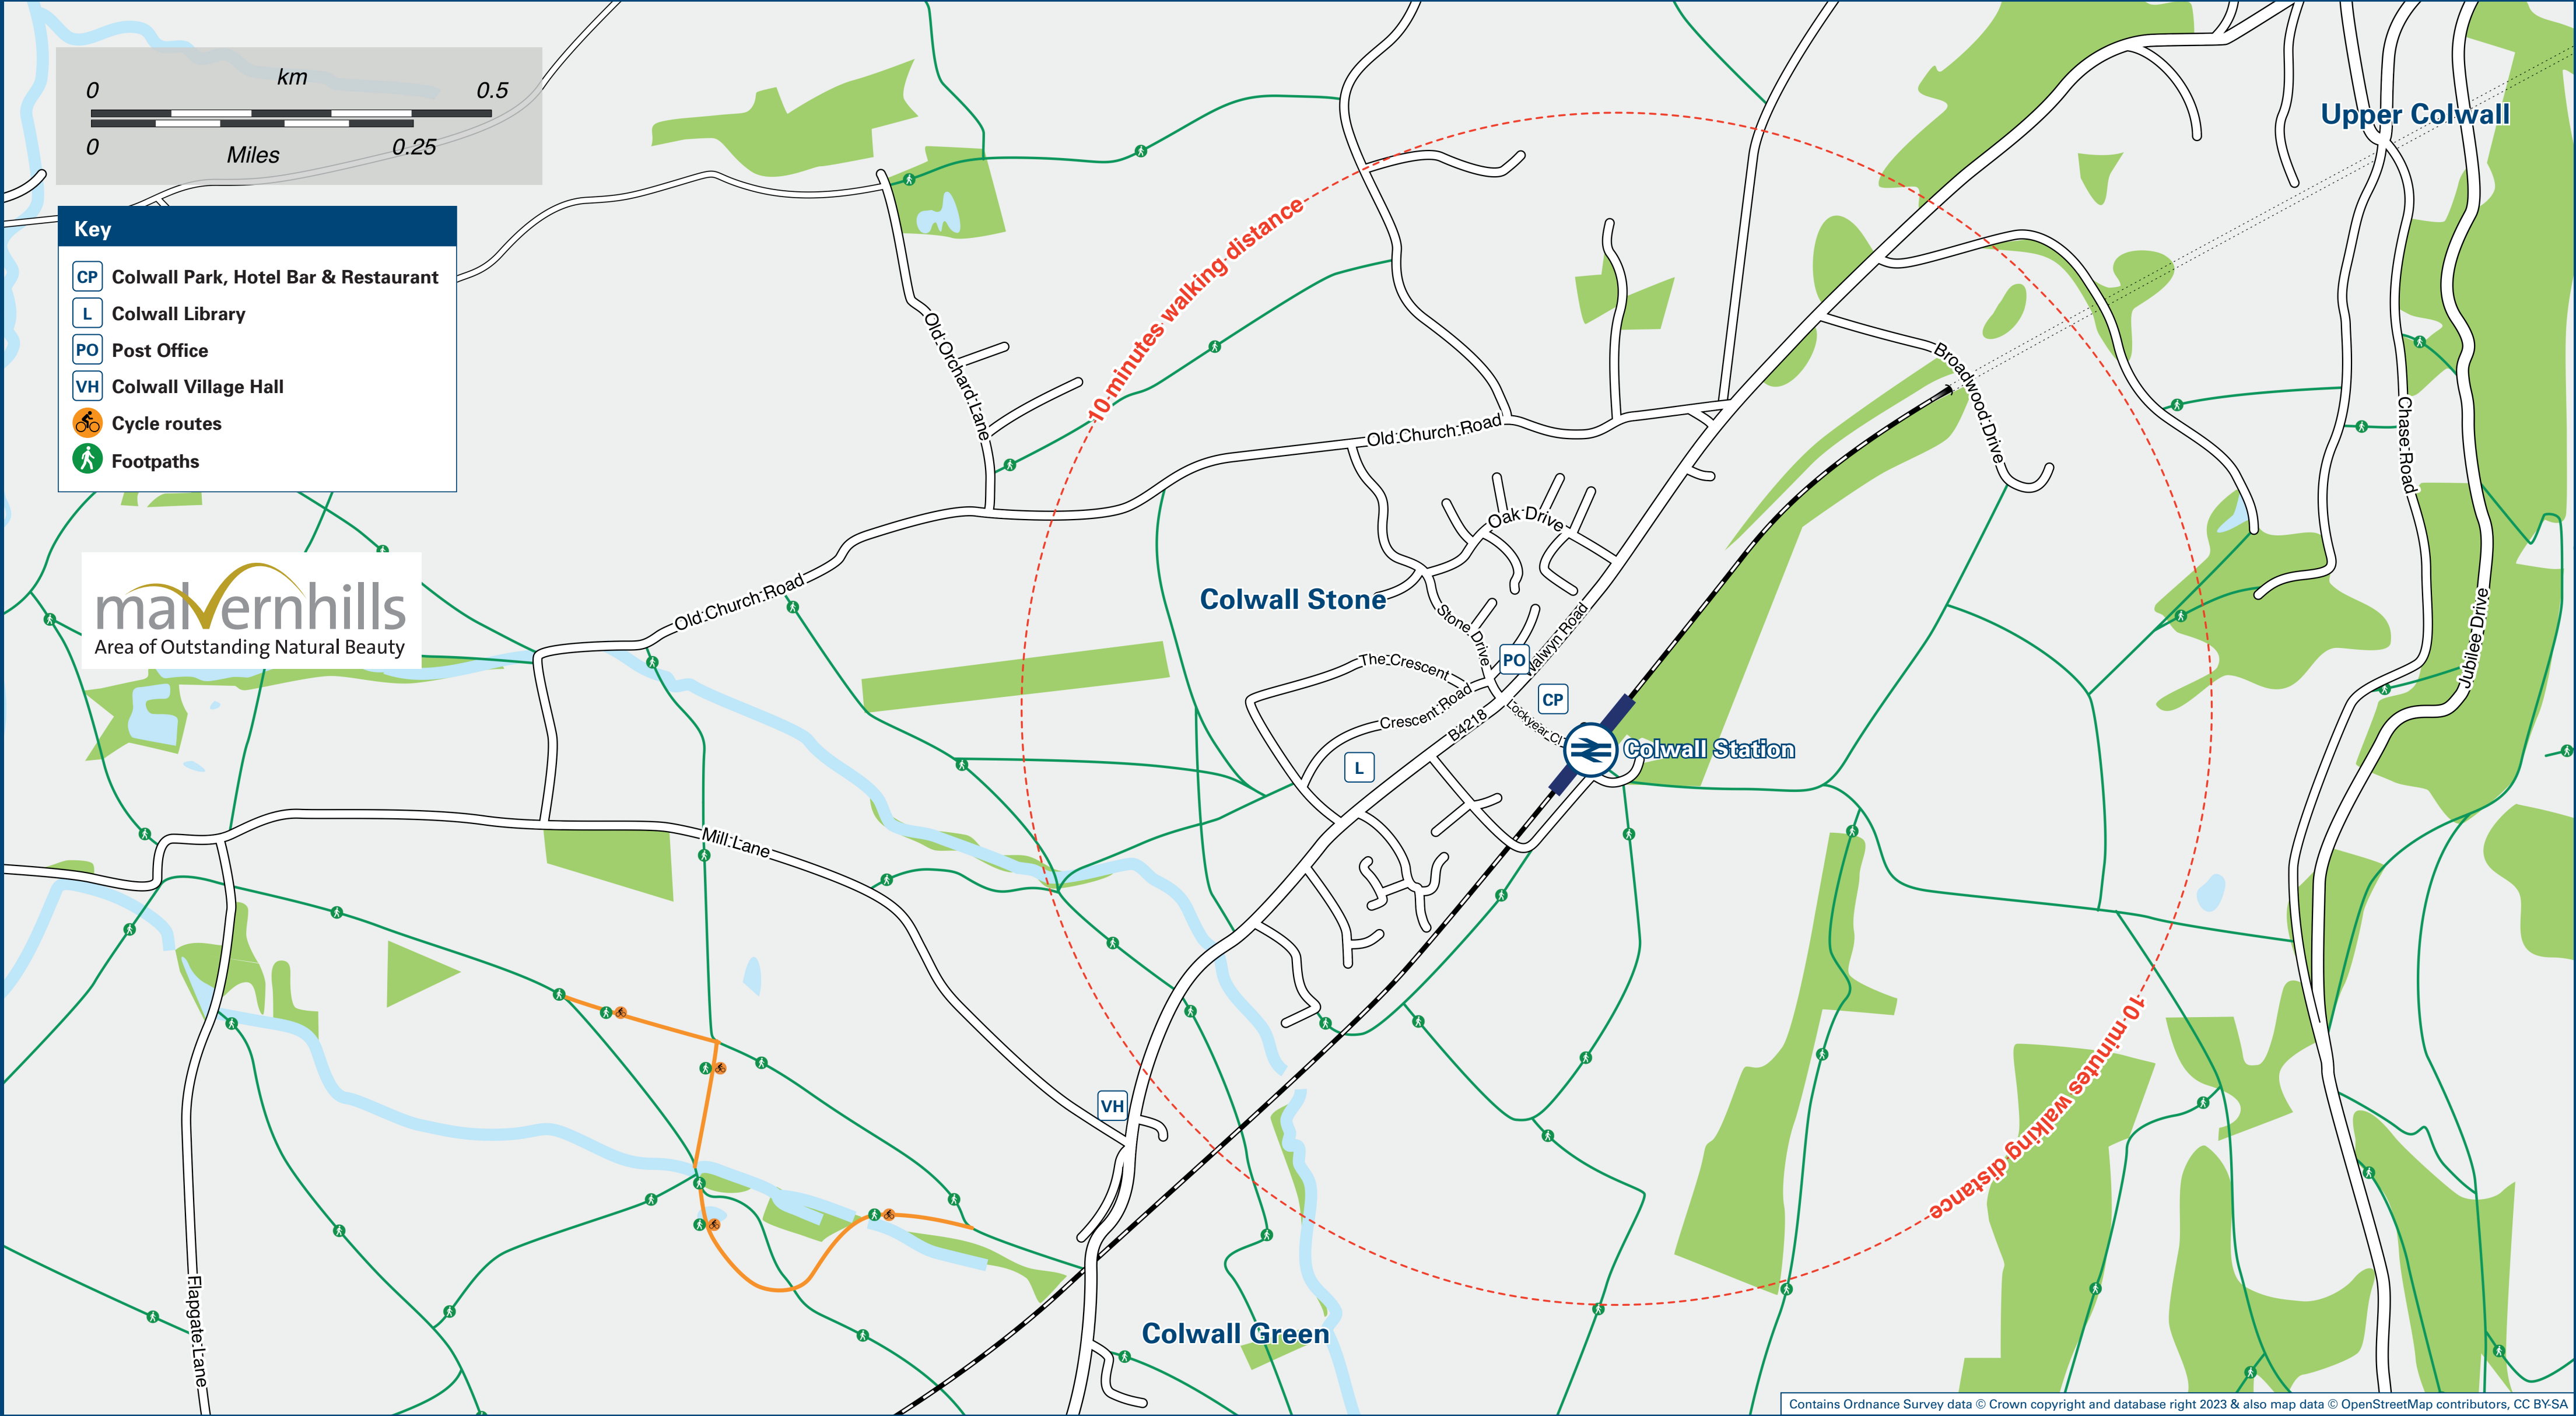 km
0 0.5
0 0.25
Miles
Key
CP Colwall Park, Hotel Bar & Restaurant
L Colwall Library
PO Post Office
VH Colwall Village Hall
Cycle routes
Footpaths
malvernhills
Area of Outstanding Natural Beauty
Upper Colwall
10 minutes walking distance
Old Orchard Lane
Broadwood Drive
Chase Road
Old Church Road
Oak Drive
Colwall Stone
Old Church Road
Stone Drive
Walwyn Road
Jubilee Drive
PO
The Crescent
CP
Crescent Road
B4218
Lockyear Cl
Colwall Station
L
Mill Lane
10 minutes walking distance
VH
Flapgate Lane
Colwall Green
Contains Ordnance Survey data © Crown copyright and database right 2023 & also map data © OpenStreetMap contributors, CC BY-SA